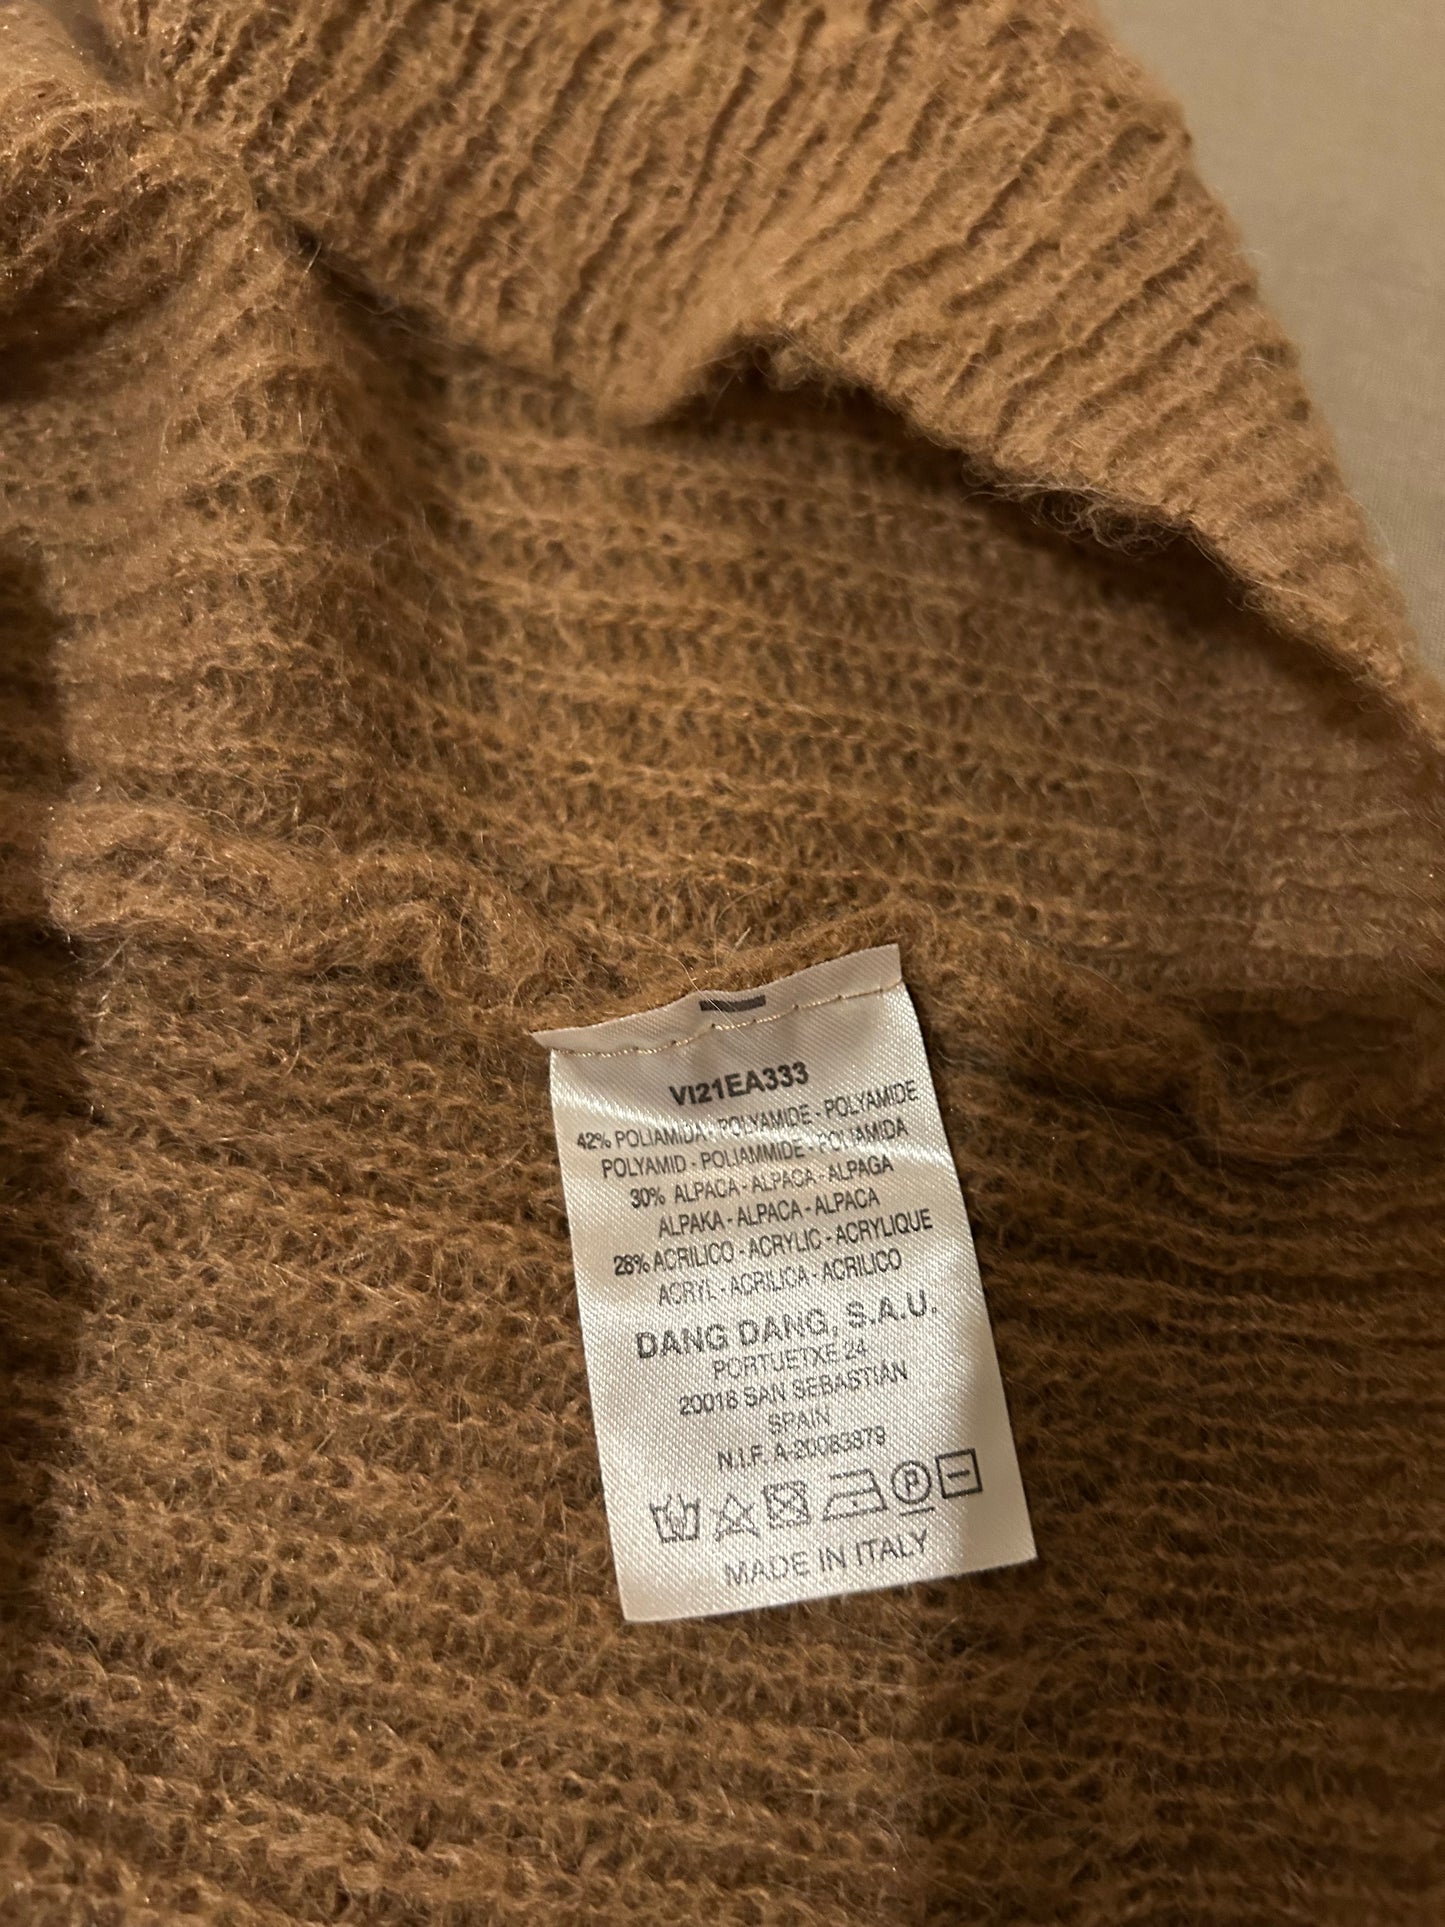 VI21EA333
42% POLIAMIDA - POLYAMIDE - POLYAMIDE
POLYAMID - POLIAMMIDE - POLIAMIDA
30% ALPACA - ALPACA - ALPAGA
ALPAKA - ALPACA - ALPACA
28% ACRILICO - ACRYLIC - ACRYLIQUE
ACRYL - ACRILICA - ACRILICO
DANG DANG, S.A.U.
PORTUETXE 24
20018 SAN SEBASTIÁN
SPAIN
N.I.F. A-20083879
P
MADE IN ITALY